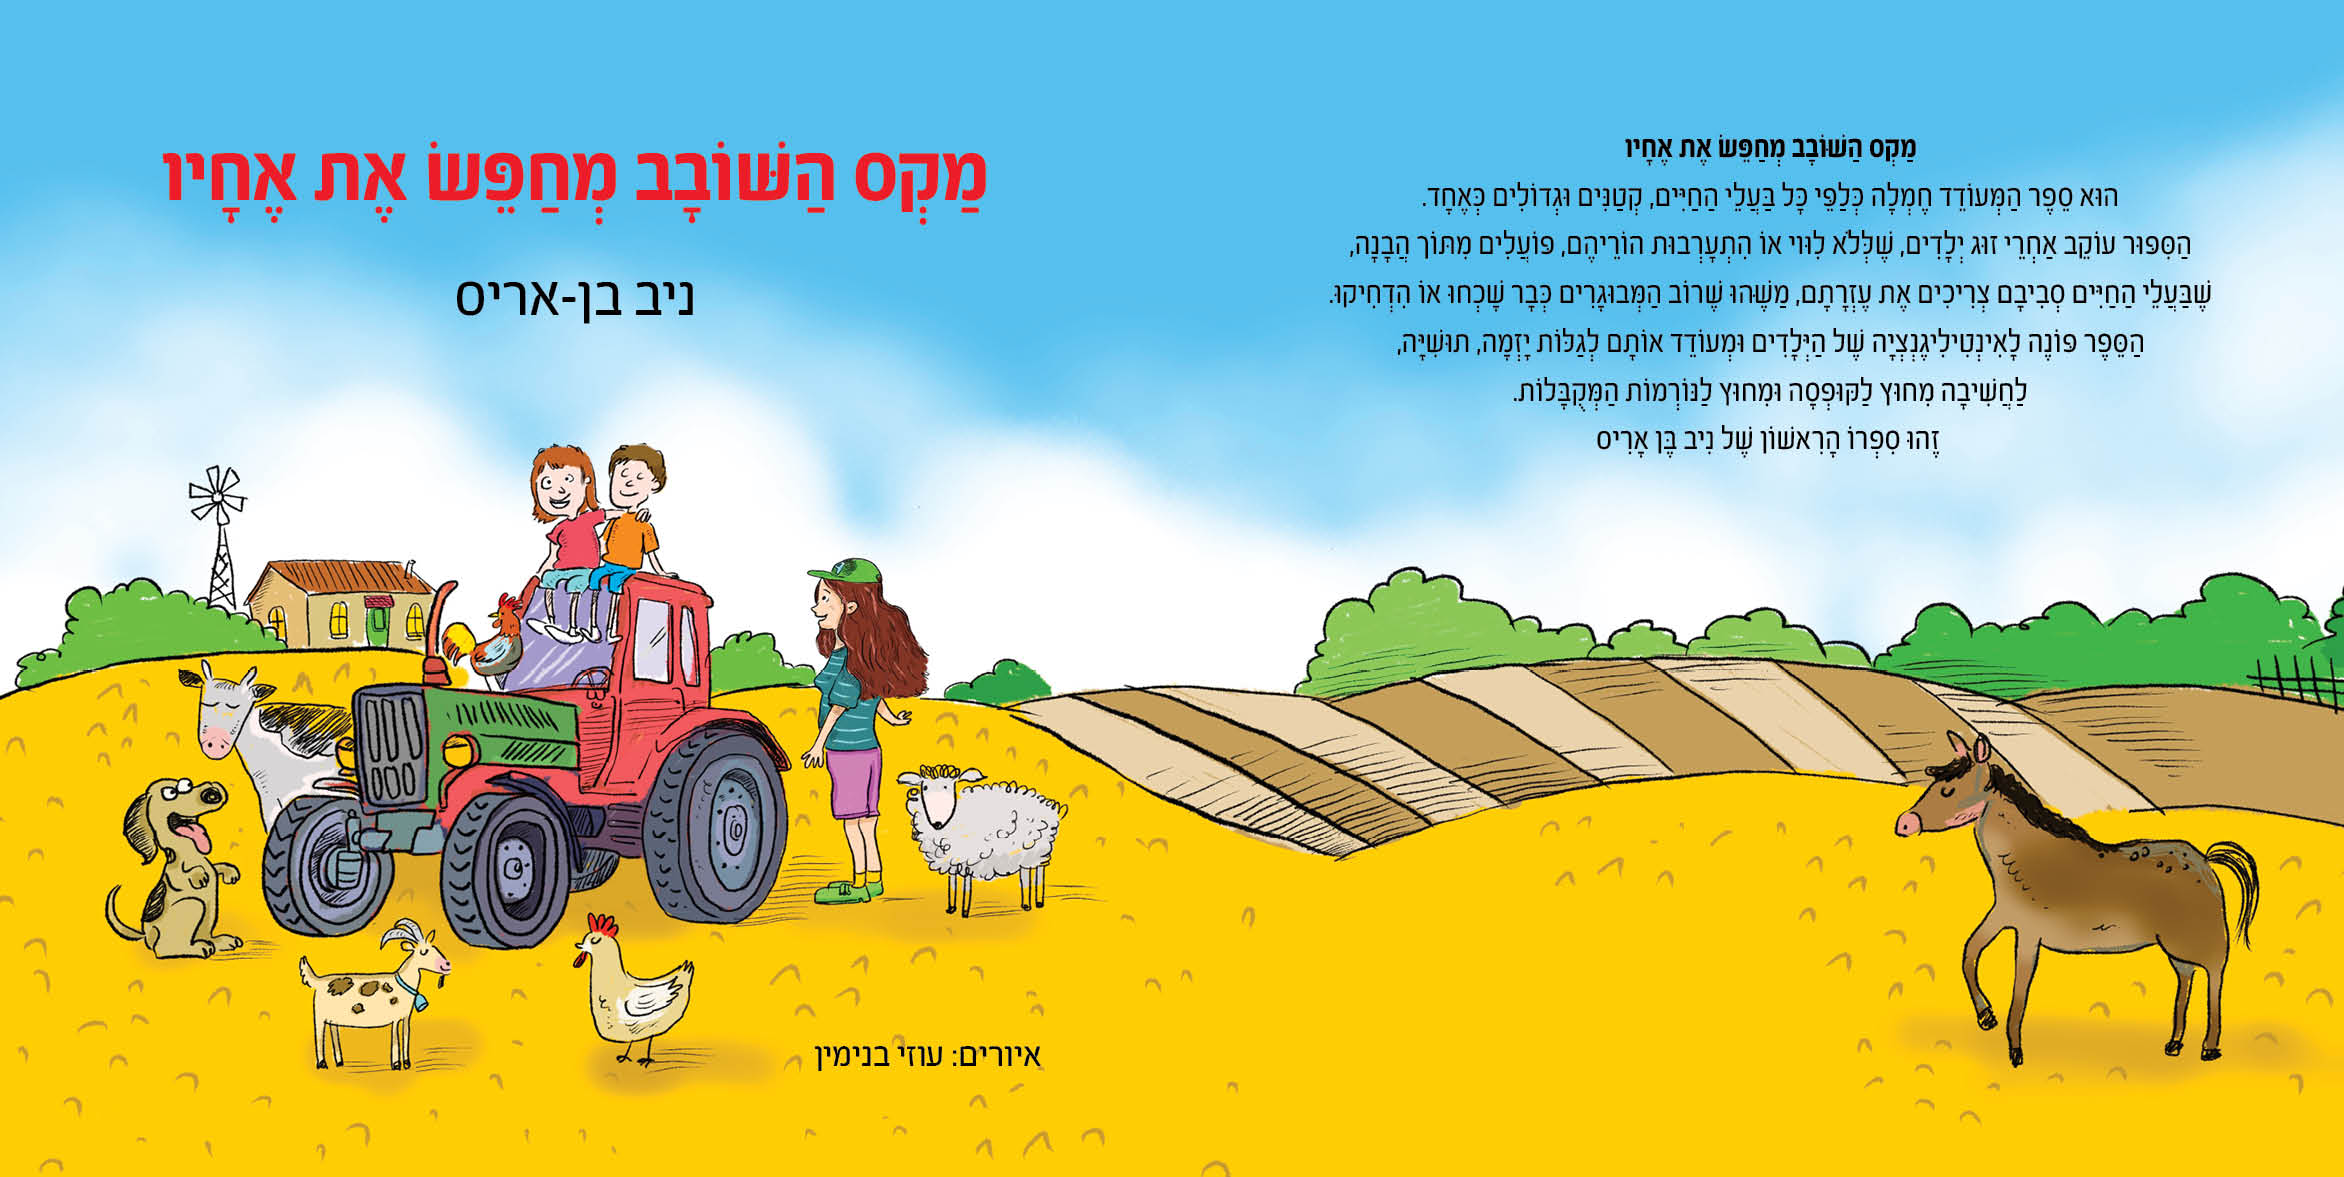 מַקְס הַשּׁוֹבָב מְחַפֵּשׂ אֶת אֶחָיו
ניב בן-אריס
איורים: עוזי בנימין
מַקְס הַשּׁוֹבָב מְחַפֵּשׂ אֶת אֶחָיו
הוּא סֵפֶר הַמְּעוֹדֵד חֶמְלָה כְּלַפֵּי כָּל בַּעֲלֵי הַחַיִּים, קְטַנִּים וּגְדוֹלִים כְּאֶחָד.
הַסִּפּוּר עוֹקֵב אַחֲרֵי זוּג יְלָדִים, שֶׁלְּלֹא לִוּוּי אוֹ הִתְעָרְבוּת הוֹרֵיהֶם, פּוֹעֲלִים מִתּוֹך הֲבָנָה,
שֶׁבַּעֲלֵי הַחַיִּים סְבִיבָם צְרִיכִים אֶת עֶזְרָתָם, מַשֶּׁהוּ שֶׁרוֹב הַמְּבוּגָרִים כְּבָר שָׁכְחוּ אוֹ הִדְחִיקוּ.
הַסֵּפֶר פּוֹנֶה לָאִינְטִילִיגֶנְצְיָה שֶׁל הַיְּלָדִים וּמְעוֹדֵד אוֹתָם לְגַלּוֹת יָזְמָה, תּוּשִׁיָּה,
לַחֲשִׁיבָה מִחוּץ לַקּוּפְסָה וּמִחוּץ לַנּוֹרְמוֹת הַמְּקֻבָּלוֹת.
זֶהוּ סִפְרוֹ הָרִאשׁוֹן שֶׁל נִיב בֶּן אָרִיס